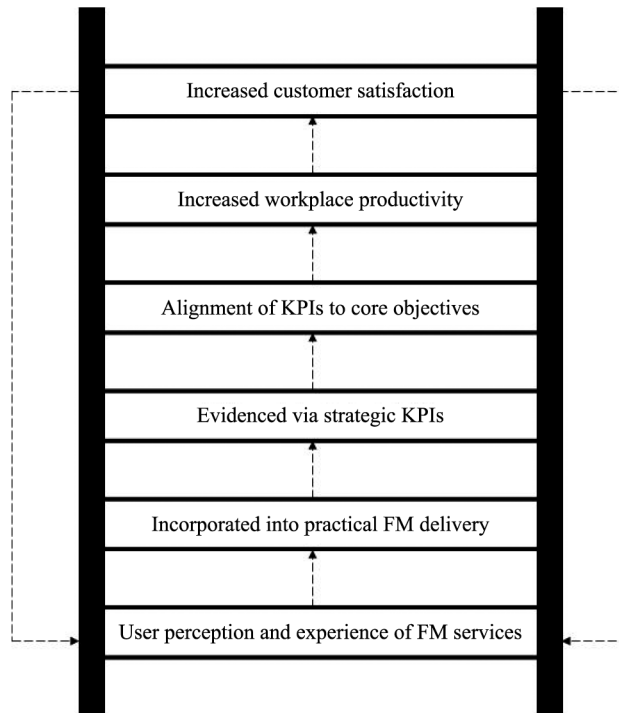 Increased customer satisfaction
Increased workplace productivity
Alignment of KPIs to core objectives
Evidenced via strategic KPIs
Incorporated into practical FM delivery
User perception and experience of FM services